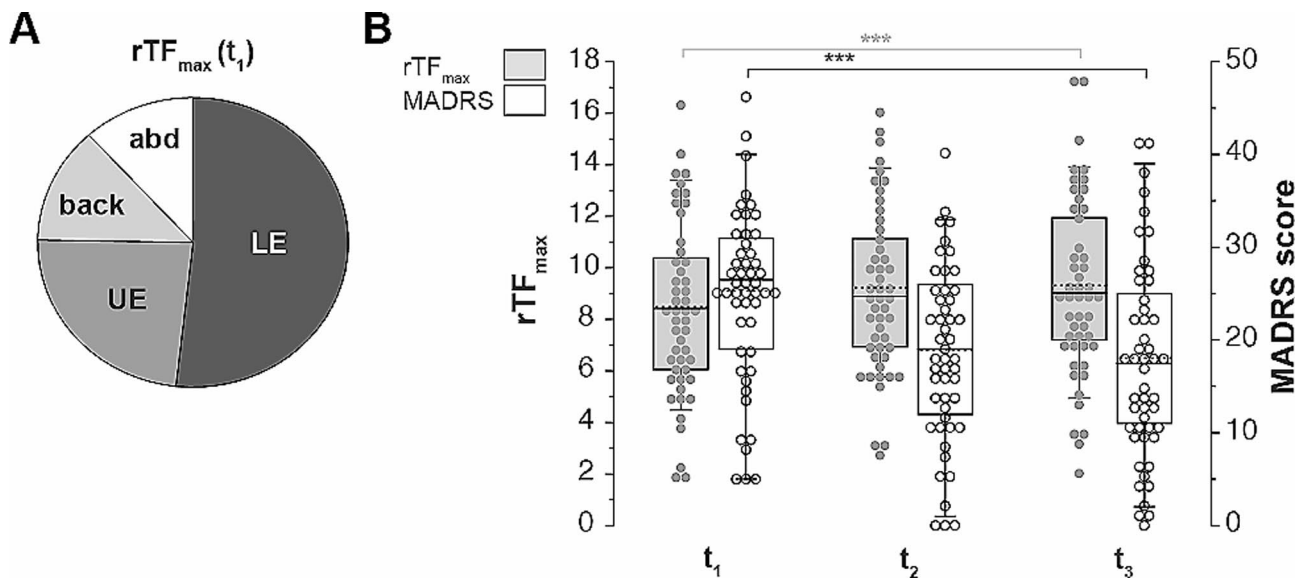 A
rTFmax (t1)
abd
back
LE
UE
B
rTFmax
MADRS
***
***
18
16
14
12
10
8
6
4
2
0
rTFmax
50
40
30
20
10
0
MADRS score
t1
t2
t3